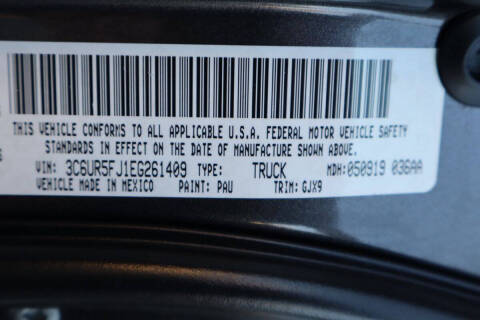 THIS VEHICLE CONFORMS TO ALL APPLICABLE U.S.A. FEDERAL MOTOR VEHICLE SAFETY
STANDARDS IN EFFECT ON THE DATE OF MANUFACTURE SHOWN ABOVE.
VIN: 3C6UR5FJ1EG261409 TYPE: TRUCK MDH:050919 036AA
VEHICLE MADE IN MEXICO PAINT: PAU TRIM: GJX9